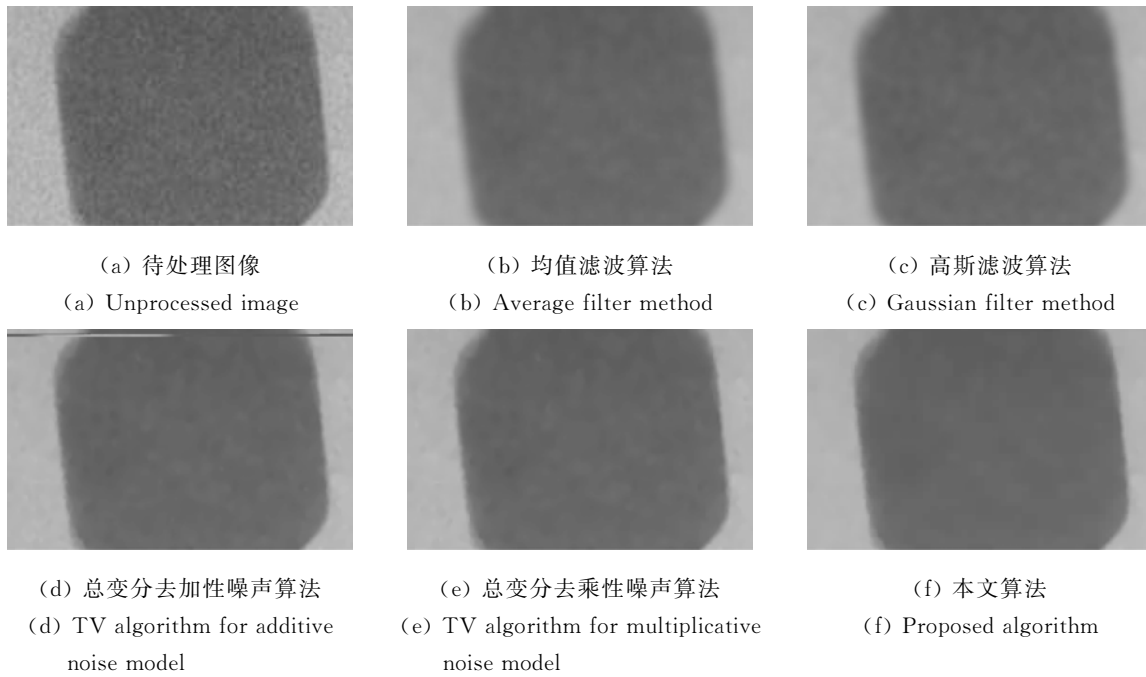 (a) 待处理图像
(a) Unprocessed image
(b) 均值滤波算法
(b) Average filter method
(c) 高斯滤波算法
(c) Gaussian filter method
(d) 总变分去加性噪声算法
(d) TV algorithm for additive
noise model
(e) 总变分去乘性噪声算法
(e) TV algorithm for multiplicative
noise model
(f) 本文算法
(f) Proposed algorithm